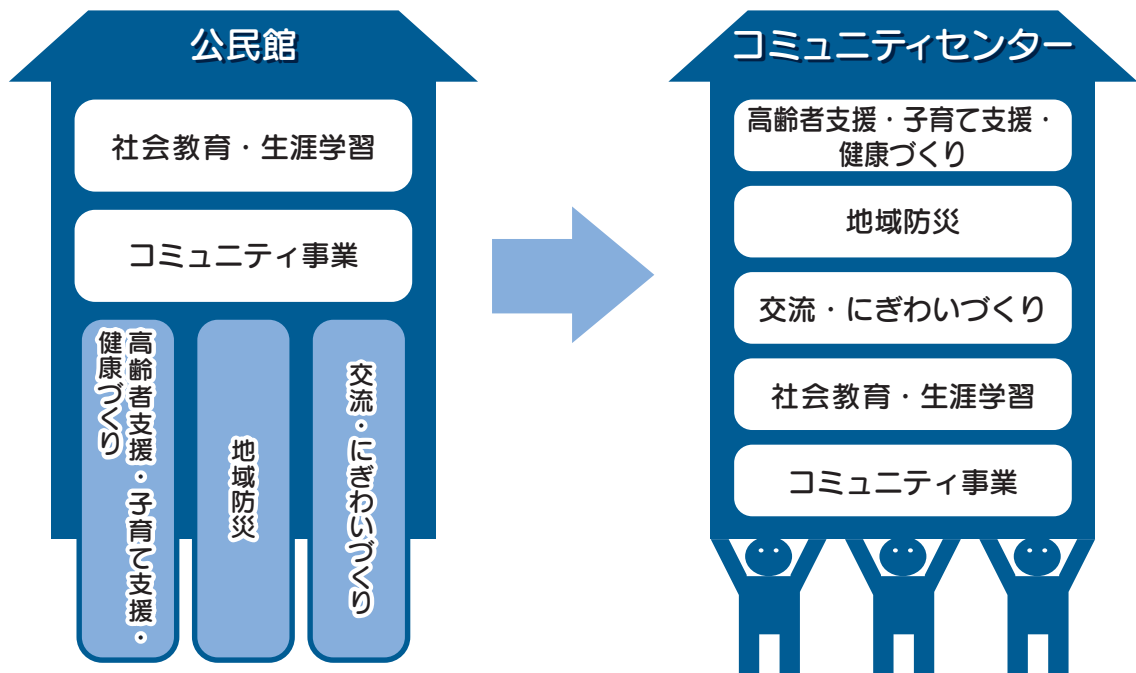 公民館
社会教育・生涯学習
コミュニティ事業
高齢者支援・子育て支援・
健康づくり
地域防災
交流・にぎわいづくり
コミュニティセンター
高齢者支援・子育て支援・
健康づくり
地域防災
交流・にぎわいづくり
社会教育・生涯学習
コミュニティ事業